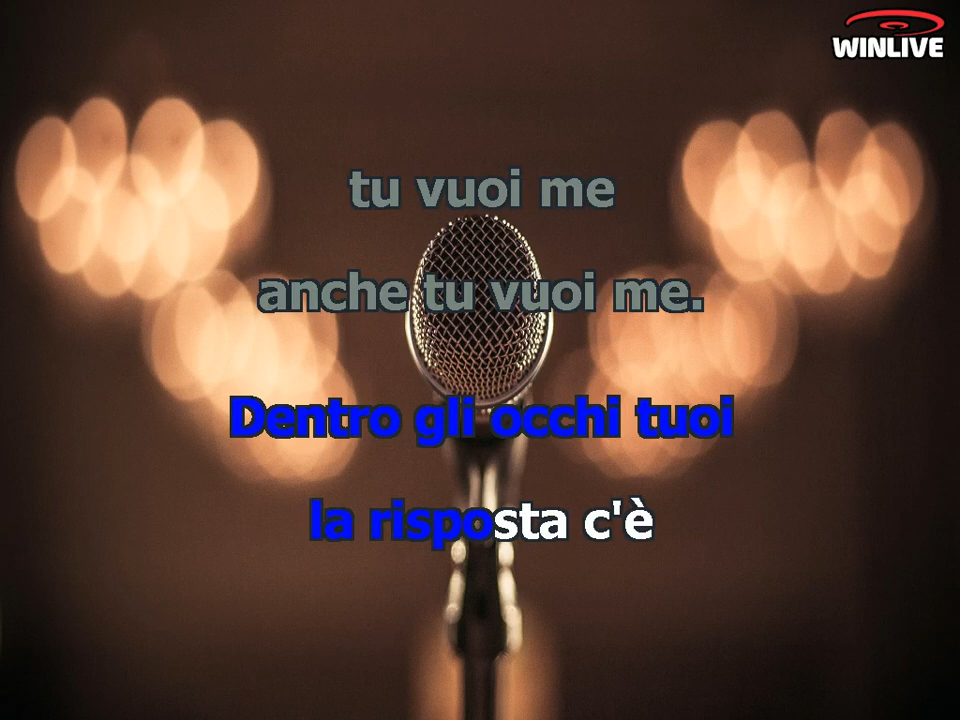 WINLIVE
tu vuoi me
anche tu vuoi me.
Dentro gli occhi tuoi
la risposta c'è